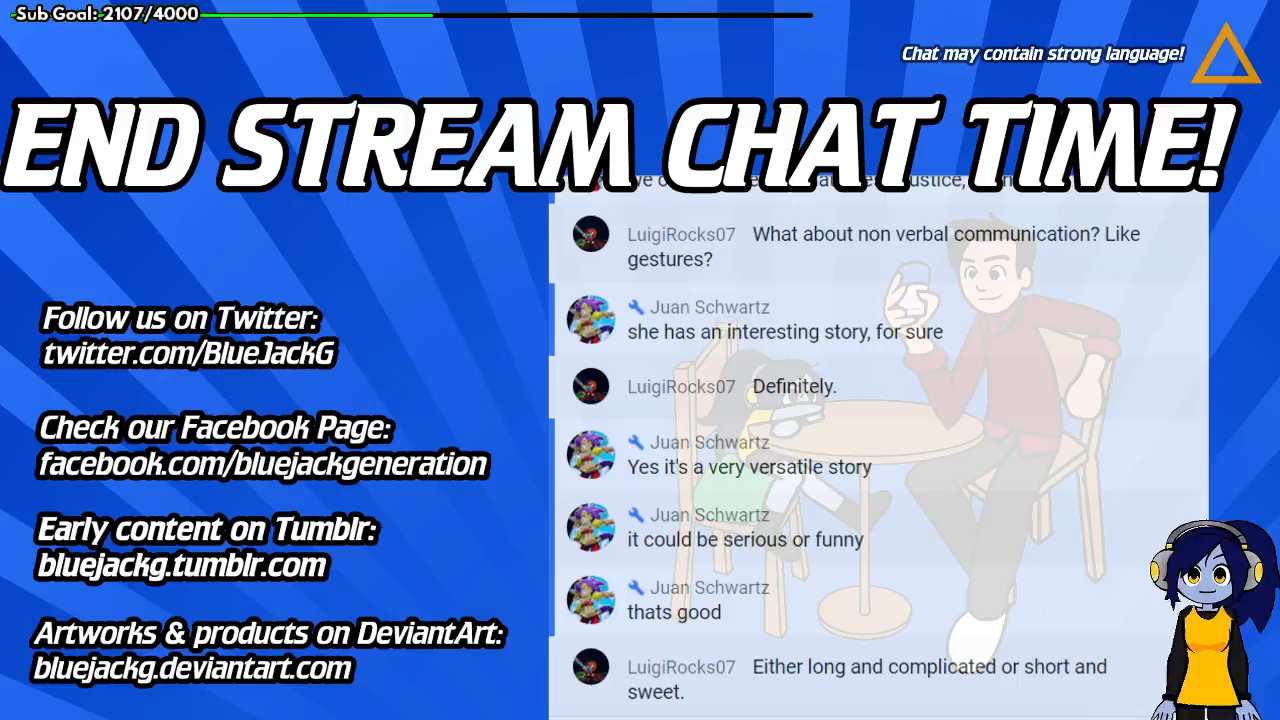 Sub Goal: 2107/4000
Chat may contain strong language!
END STREAM CHAT TIME!
LuigiRocks07 What about non verbal communication? Like
gestures?
Juan Schwartz
she has an interesting story, for sure
LuigiRocks07 Definitely.
Juan Schwartz
Yes it's a very versatile story
Juan Schwartz
it could be serious or funny
Juan Schwartz
thats good
LuigiRocks07 Either long and complicated or short and
sweet.
Follow us on Twitter:
twitter.com/BlueJackG
Check our Facebook Page:
facebook.com/bluejackgeneration
Early content on Tumblr:
bluejackg.tumblr.com
Artworks & products on DeviantArt:
bluejackg.deviantart.com